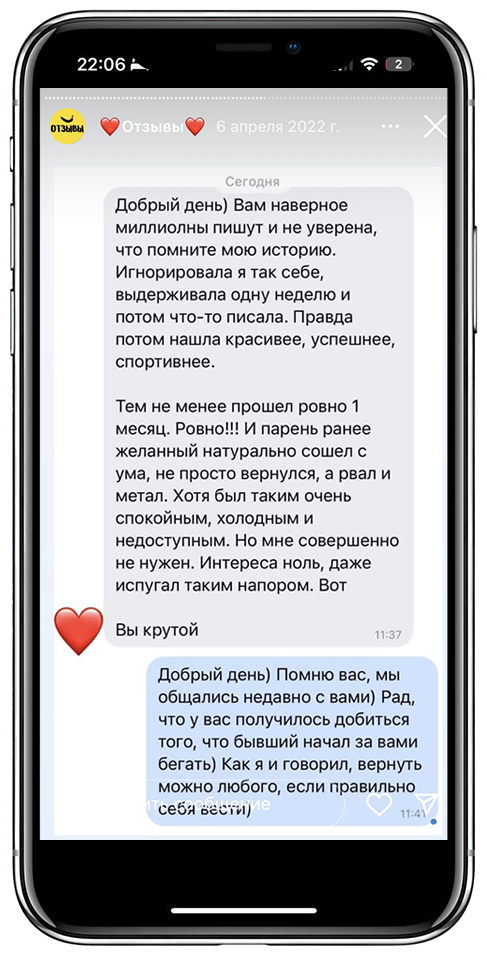 22:06
2
ОТЗЫВЫ
❤️Отзывы❤️ 6 апреля 2022 г.
Сегодня
Добрый день) Вам наверное
миллиолны пишут и не уверена,
что помните мою историю.
Игнорировала я так себе,
выдерживала одну неделю и
потом что-то писала. Правда
потом нашла красивее, успешнее,
спортивнее.
Тем не менее прошел ровно 1
месяц. Ровно!!! И парень ранее
желанный натурально сошел с
ума, не просто вернулся, а рвал и
метал. Хотя был таким очень
спокойным, холодным и
недоступным. Но мне совершенно
не нужен. Интереса ноль, даже
испугал таким напором. Вот
Вы крутой
11:37
Добрый день) Помню вас, мы
общались недавно с вами) Рад,
что у вас получилось добиться
того, что бывший начал за вами
бегать) Как я и говорил, вернуть
можно любого, если правильно
себя вести)
11:41
сообщение